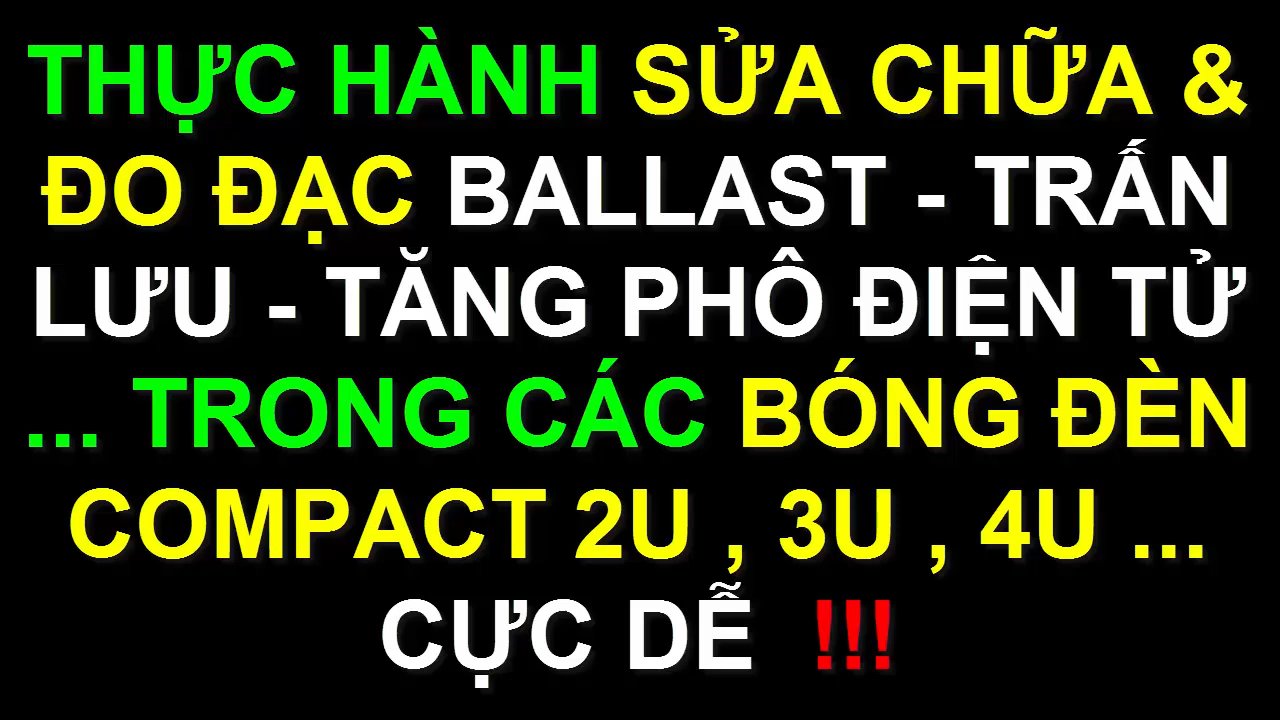 THỰC HÀNH SỬA CHỮA &
ĐO ĐẠC BALLAST - TRẤN
LƯU - TĂNG PHÔ ĐIỆN TỬ
... TRONG CÁC BÓNG ĐÈN
COMPACT 2U , 3U , 4U ...
CỰC DỄ !!!